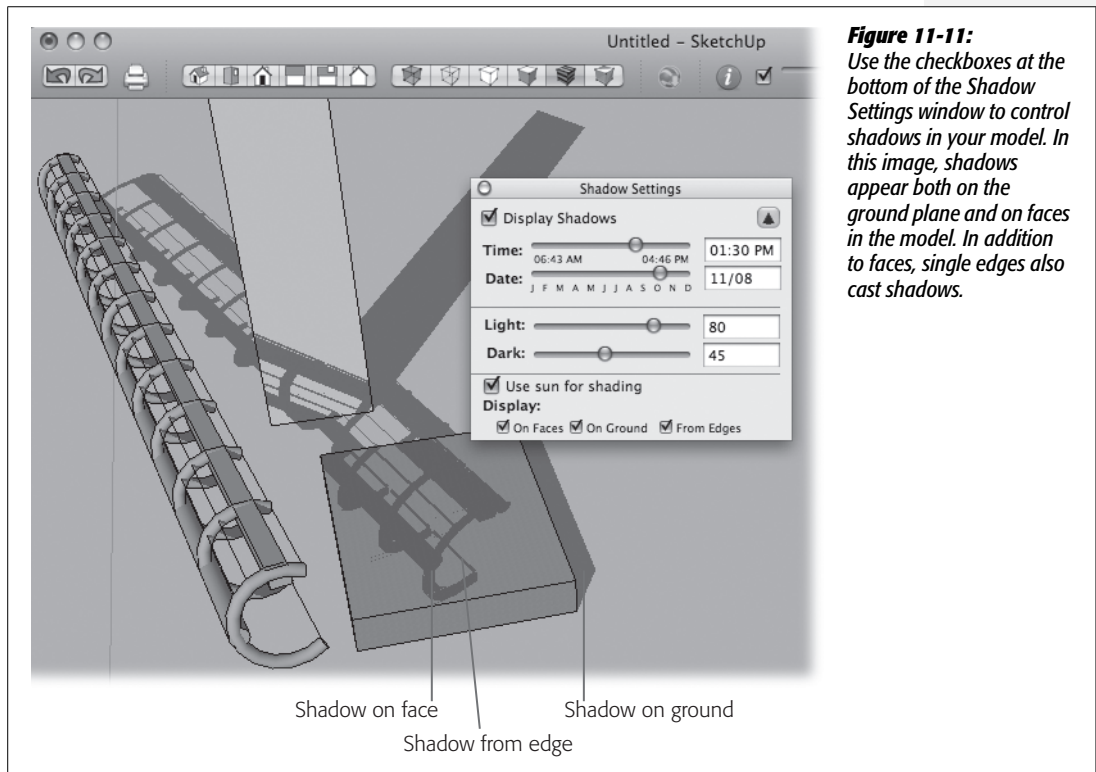 Untitled – SketchUp
Shadow Settings
Display Shadows
Time: 06:43 AM 04:46 PM 01:30 PM
Date: J F M A M J J A S O N D 11/08
Light: 80
Dark: 45
Use sun for shading
Display:
On Faces On Ground From Edges
Shadow on face
Shadow on ground
Shadow from edge
Figure 11-11:
Use the checkboxes at the
bottom of the Shadow
Settings window to control
shadows in your model. In
this image, shadows
appear both on the
ground plane and on faces
in the model. In addition
to faces, single edges also
cast shadows.